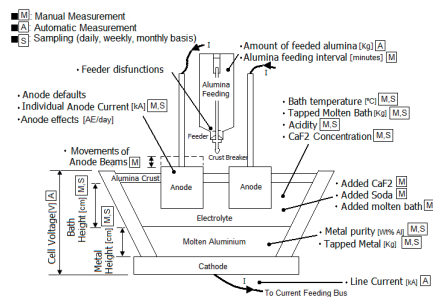 M : Manual Measurement
A : Automatic Measurement
S : Sampling (daily, weekly, monthly basis)
I
I
• Amount of feeded alumina [Kg] A
• Alumina feeding interval [minutes] M
• Feeder disfunctions
Alumina
Feeding
• Anode defaults
• Individual Anode Current [kA] M,S
• Anode effects [AE/day]
• Bath temperature [ºC] M,S
• Tapped Molten Bath [Kg] M,S
• Acidity M,S
• CaF2 Concentration M,S
Feeder
Crust Breaker
• Movements of
Anode Beams M
Alumina Crust
Anode
Anode
• Added CaF2 M
• Added Soda M
• Added molten bath M
Cell Voltage[V] A
Bath
Height [cm] M,S
Electrolyte
Metal
Height [cm] M,S
Molten Aluminium
• Metal purity [Wt% Al] M,S
• Tapped Metal [Kg] M,S
Cathode
I
To Current Feeding Bus
• Line Current [kA] A